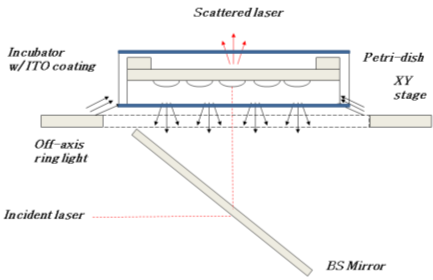 Scattered laser
Incubator
w/ITO coating
Petri-dish
XY
stage
Off-axis
ring light
Incident laser
BS Mirror